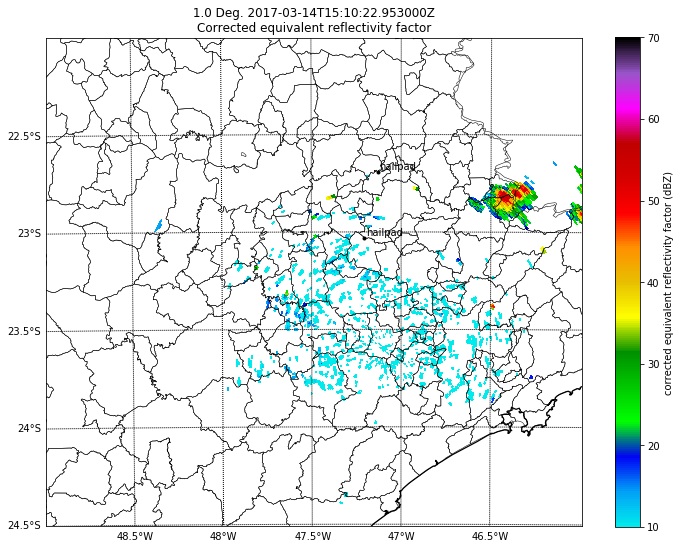 1.0 Deg. 2017-03-14T15:10:22.953000Z
Corrected equivalent reflectivity factor
70
22.5°S
hailpad
60
23°S
hailpad
50
40
23.5°S
30
24°S
20
24.5°S
10
48.5°W
48°W
47.5°W
47°W
46.5°W
corrected equivalent reflectivity factor (dBZ)